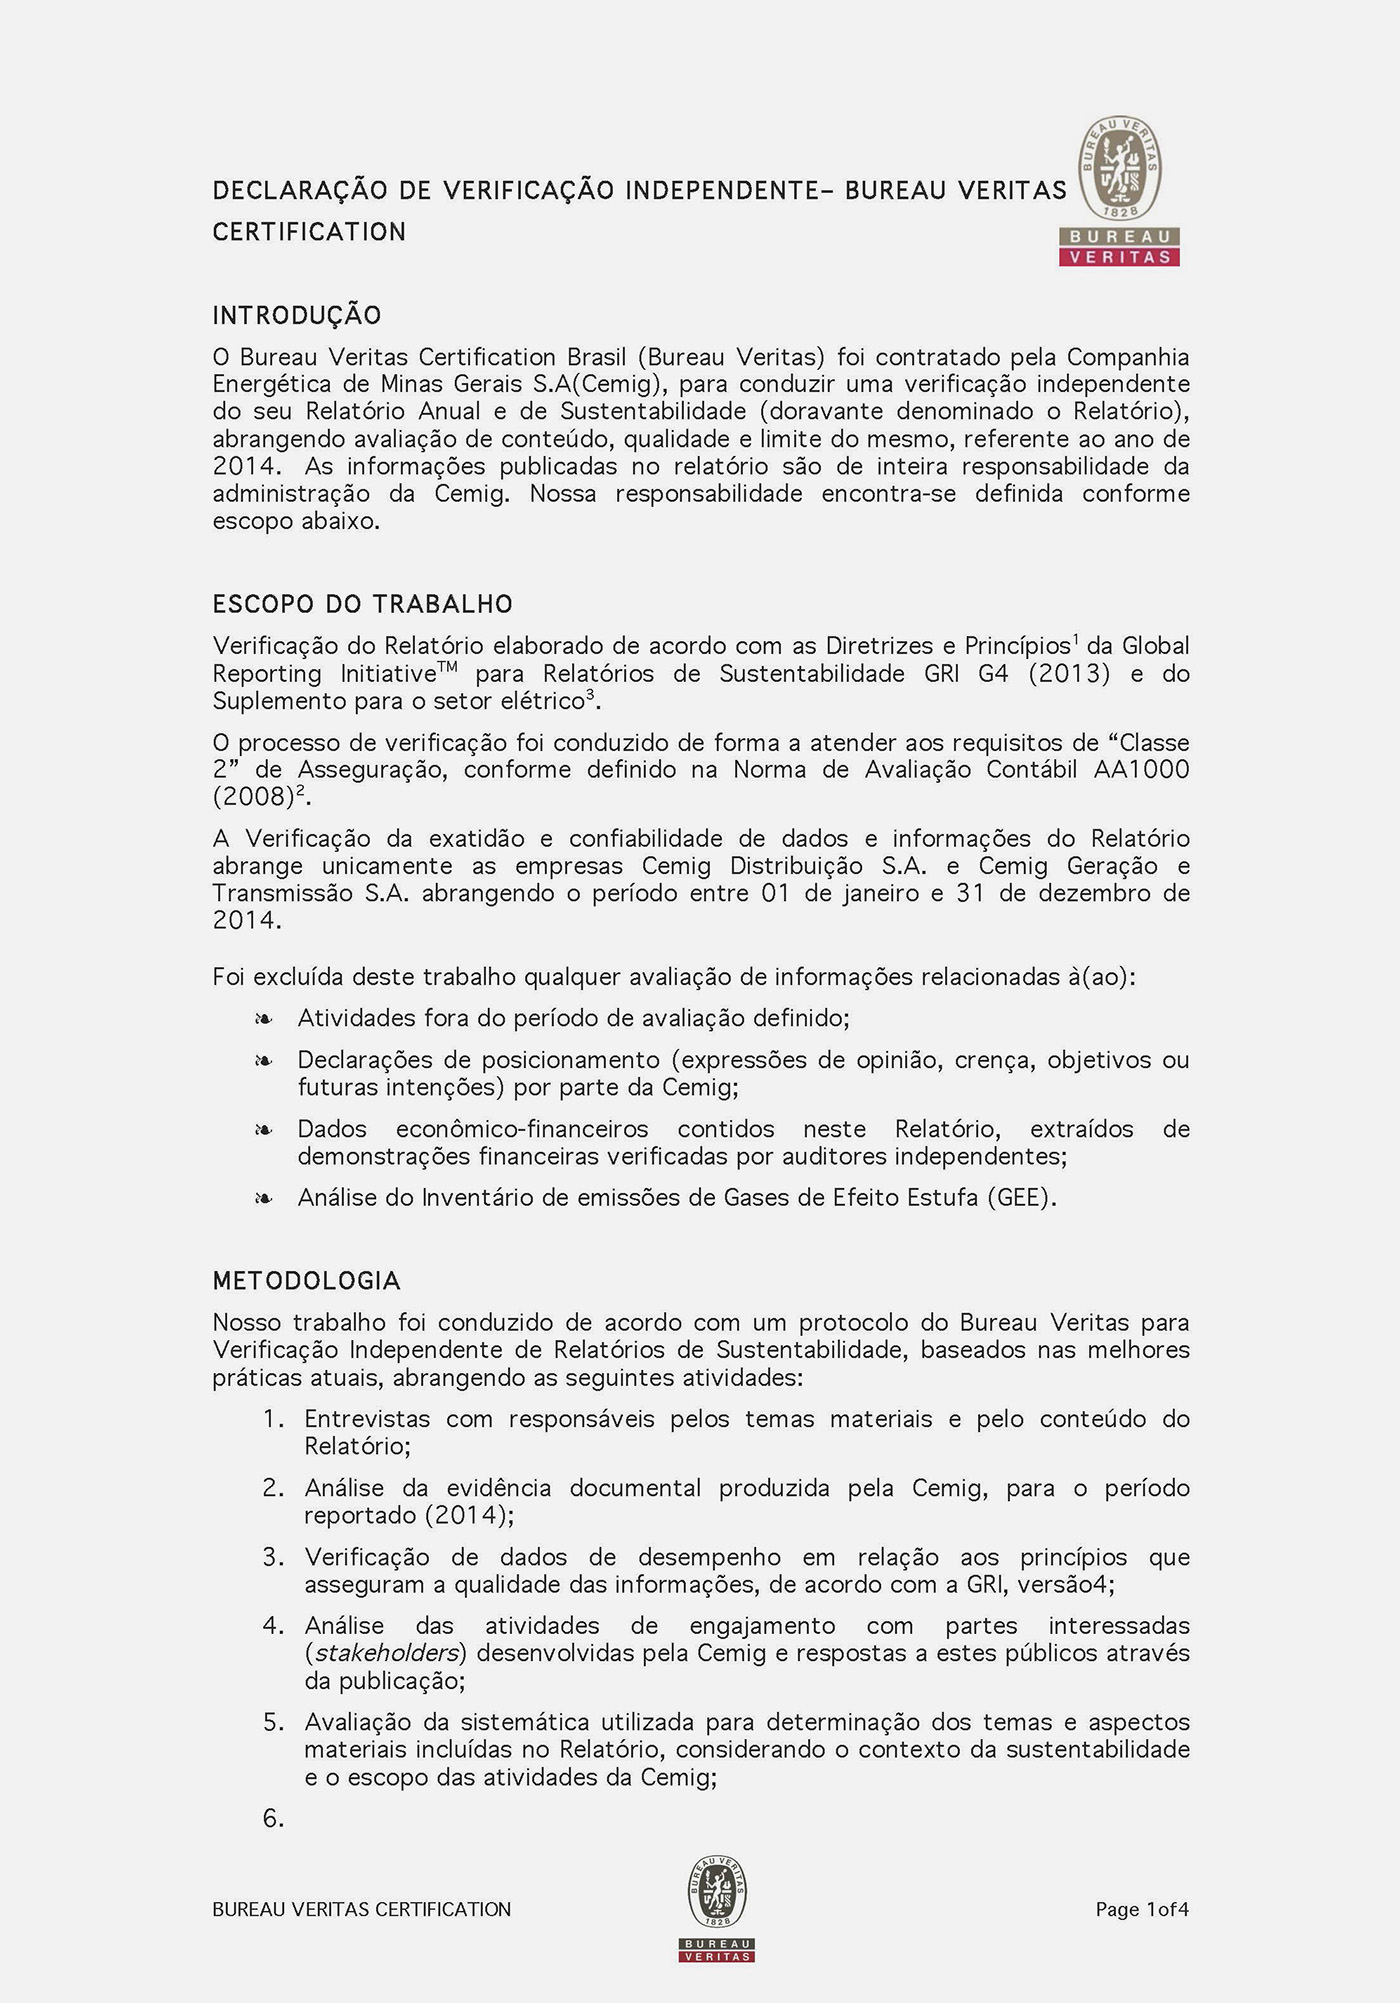 BUREAU VERITAS
1828
BUREAU
VERITAS
DECLARAÇÃO DE VERIFICAÇÃO INDEPENDENTE– BUREAU VERITAS
CERTIFICATION
INTRODUÇÃO
O Bureau Veritas Certification Brasil (Bureau Veritas) foi contratado pela Companhia
Energética de Minas Gerais S.A(Cemig), para conduzir uma verificação independente
do seu Relatório Anual e de Sustentabilidade (doravante denominado o Relatório),
abrangendo avaliação de conteúdo, qualidade e limite do mesmo, referente ao ano de
2014. As informações publicadas no relatório são de inteira responsabilidade da
administração da Cemig. Nossa responsabilidade encontra-se definida conforme
escopo abaixo.
ESCOPO DO TRABALHO
Verificação do Relatório elaborado de acordo com as Diretrizes e Princípios¹ da Global
Reporting Initiative™ para Relatórios de Sustentabilidade GRI G4 (2013) e do
Suplemento para o setor elétrico³.
O processo de verificação foi conduzido de forma a atender aos requisitos de “Classe
2” de Asseguração, conforme definido na Norma de Avaliação Contábil AA1000
(2008)².
A Verificação da exatidão e confiabilidade de dados e informações do Relatório
abrange unicamente as empresas Cemig Distribuição S.A. e Cemig Geração e
Transmissão S.A. abrangendo o período entre 01 de janeiro e 31 de dezembro de
2014.
Foi excluída deste trabalho qualquer avaliação de informações relacionadas à(ao):
❧ Atividades fora do período de avaliação definido;
❧ Declarações de posicionamento (expressões de opinião, crença, objetivos ou
futuras intenções) por parte da Cemig;
❧ Dados econômico-financeiros contidos neste Relatório, extraídos de
demonstrações financeiras verificadas por auditores independentes;
❧ Análise do Inventário de emissões de Gases de Efeito Estufa (GEE).
METODOLOGIA
Nosso trabalho foi conduzido de acordo com um protocolo do Bureau Veritas para
Verificação Independente de Relatórios de Sustentabilidade, baseados nas melhores
práticas atuais, abrangendo as seguintes atividades:
1. Entrevistas com responsáveis pelos temas materiais e pelo conteúdo do
Relatório;
2. Análise da evidência documental produzida pela Cemig, para o período
reportado (2014);
3. Verificação de dados de desempenho em relação aos princípios que
asseguram a qualidade das informações, de acordo com a GRI, versão4;
4. Análise das atividades de engajamento com partes interessadas
(stakeholders) desenvolvidas pela Cemig e respostas a estes públicos através
da publicação;
5. Avaliação da sistemática utilizada para determinação dos temas e aspectos
materiais incluídas no Relatório, considerando o contexto da sustentabilidade
e o escopo das atividades da Cemig;
6.
BUREAU VERITAS CERTIFICATION
BUREAU VERITAS
1828
BUREAU
VERITAS
Page 1of4